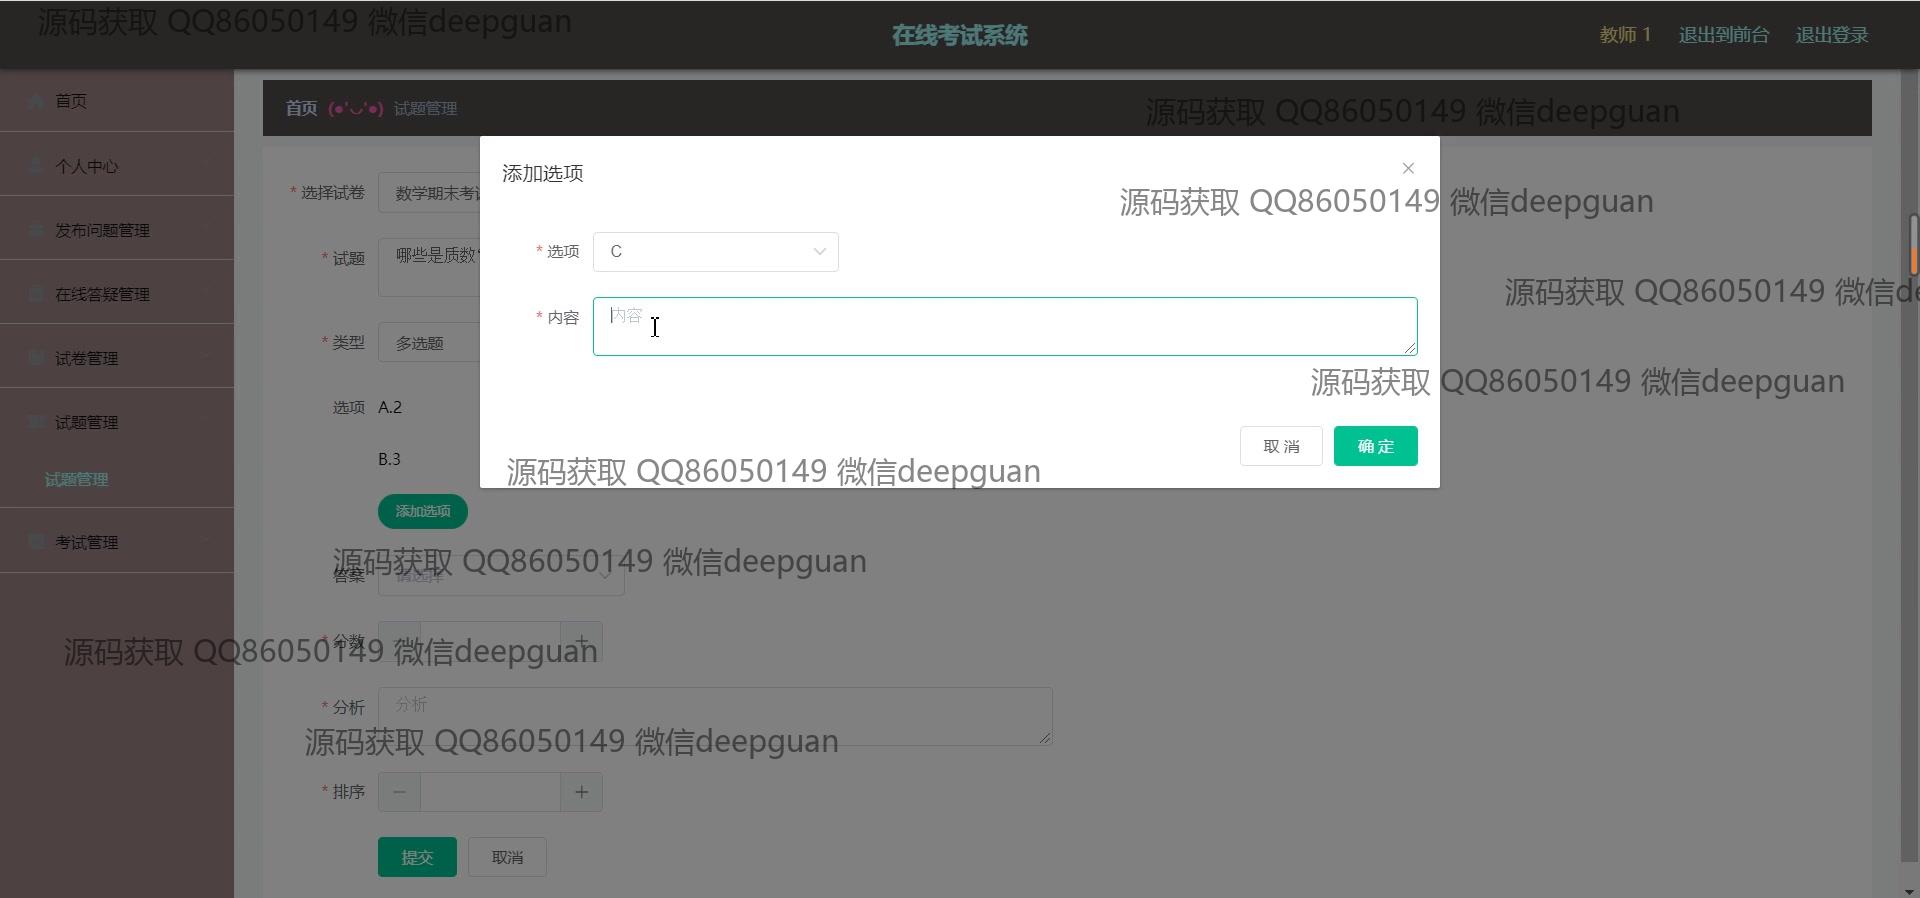 源码获取 QQ86050149 微信deepguan
在线考试系统
教师 1
退出到前台
退出登录
首页
个人中心
发布问题管理
在线答疑管理
试卷管理
试题管理
试题管理
考试管理
首页 (●'◡'●) 试题管理
源码获取 QQ86050149 微信deepguan
添加选项
源码获取 QQ86050149 微信deepguan
* 选择试卷 数学期末考
* 选项 C
* 试题 哪些是质数
源码获取 QQ86050149 微信de
* 内容 内容
* 类型 多选题
源码获取 QQ86050149 微信deepguan
选项 A.2
B.3
取消
确定
源码获取 QQ86050149 微信deepguan
添加选项
源码获取 QQ86050149 微信deepguan
答案 请选择
* 分数
源码获取 QQ86050149 微信deepguan
* 分析 分析
源码获取 QQ86050149 微信deepguan
* 排序
提交
取消